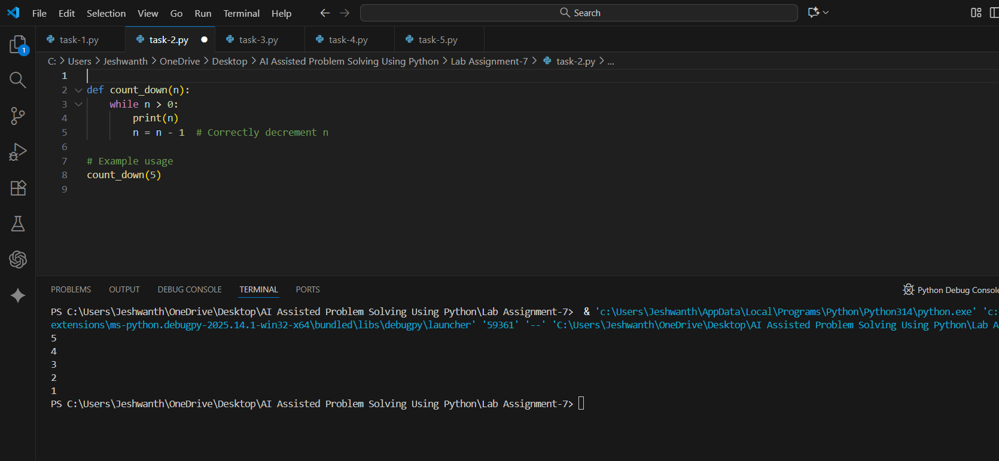 File Edit Selection View Go Run Terminal Help Search
1
task-1.py task-2.py task-3.py task-4.py task-5.py
C: > Users > Jeshwanth > OneDrive > Desktop > AI Assisted Problem Solving Using Python > Lab Assignment-7 > task-2.py > ...
1
2 def count_down(n):
3 while n > 0:
4 print(n)
5 n = n - 1 # Correctly decrement n
6
7 # Example usage
8 count_down(5)
9
PROBLEMS OUTPUT DEBUG CONSOLE TERMINAL PORTS Python Debug Console
PS C:\Users\Jeshwanth\OneDrive\Desktop\AI Assisted Problem Solving Using Python\Lab Assignment-7> & 'c:\Users\Jeshwanth\AppData\Local\Programs\Python\Python314\python.exe' 'c:
extensions\ms-python.debugpy-2025.14.1-win32-x64\bundled\libs\debugpy\launcher' '59361' '--' 'C:\Users\Jeshwanth\OneDrive\Desktop\AI Assisted Problem Solving Using Python\Lab A
5
4
3
2
1
PS C:\Users\Jeshwanth\OneDrive\Desktop\AI Assisted Problem Solving Using Python\Lab Assignment-7>